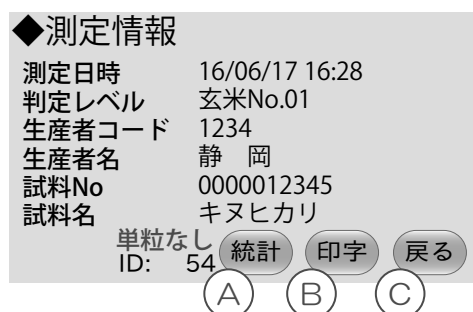 ◆測定情報
測定日時 16/06/17 16:28
判定レベル 玄米No.01
生産者コード 1234
生産者名 静 岡
試料No 0000012345
試料名 キヌヒカリ
単粒なし
ID: 54 統計 印字 戻る
A B C